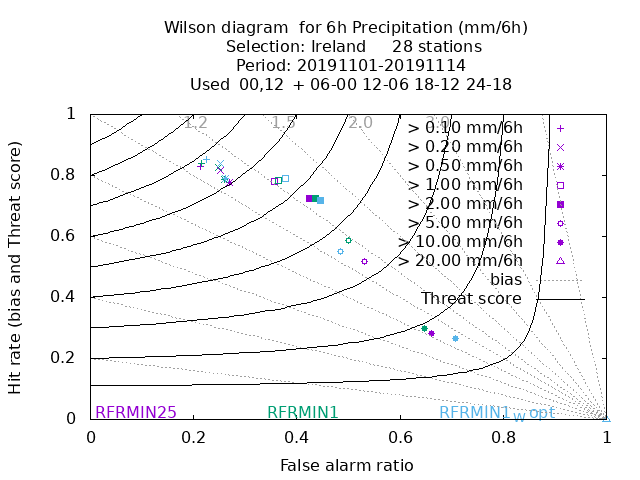 Wilson diagram  for 6h Precipitation (mm/6h)
Selection: Ireland     28 stations
Period: 20191101-20191114
Used  00,12  + 06-00 12-06 18-12 24-18
1.2 1.5 2.0 3.0
> 0.10 mm/6h
> 0.20 mm/6h
> 0.50 mm/6h
> 1.00 mm/6h
> 2.00 mm/6h
> 5.00 mm/6h
> 10.00 mm/6h
> 20.00 mm/6h
bias
Threat score
Hit rate (bias and Threat score)
1
0.8
0.6
0.4
0.2
0
RFRMIN25 RFRMIN1 RFRMIN1_w opt
0 0.2 0.4 0.6 0.8 1
False alarm ratio